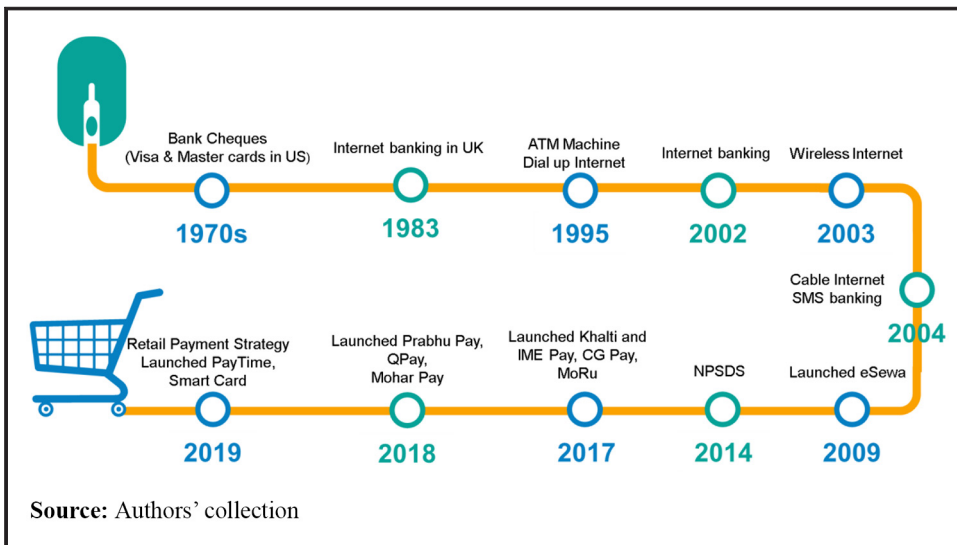 Bank Cheques
(Visa & Master cards in US)
1970s
Internet banking in UK
1983
ATM Machine
Dial up Internet
1995
Internet banking
2002
Wireless Internet
2003
Cable Internet
SMS banking
2004
Launched eSewa
2009
NPSDS
2014
Launched Khalti and
IME Pay, CG Pay,
MoRu
2017
Launched Prabhu Pay,
QPay,
Mohar Pay
2018
Retail Payment Strategy
Launched PayTime,
Smart Card
2019
Source: Authors’ collection